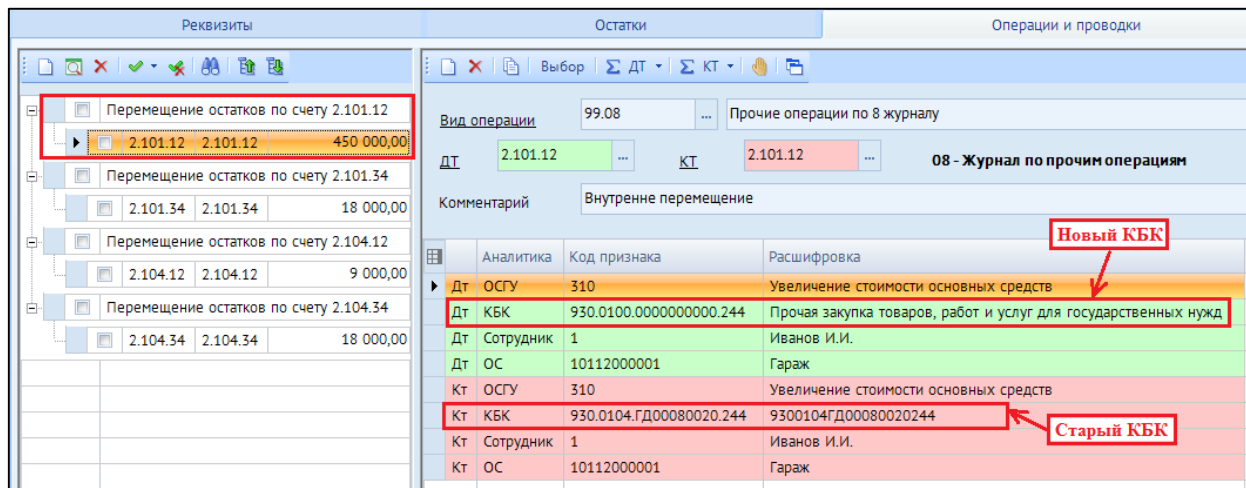 Реквизиты Остатки Операции и проводки
Выбор Σ ДТ Σ КТ
Перемещение остатков по счету 2.101.12
2.101.12 2.101.12 450 000,00
Перемещение остатков по счету 2.101.34
2.101.34 2.101.34 18 000,00
Перемещение остатков по счету 2.104.12
2.104.12 2.104.12 9 000,00
Перемещение остатков по счету 2.104.34
2.104.34 2.104.34 18 000,00
Вид операции 99.08 ... Прочие операции по 8 журналу
ДТ 2.101.12 ... КТ 2.101.12 ... 08 - Журнал по прочим операциям
Комментарий Внутренне перемещение
Новый КБК
Аналитика Код признака Расшифровка
Дт ОСГУ 310 Увеличение стоимости основных средств
Дт КБК 930.0100.0000000000.244 Прочая закупка товаров, работ и услуг для государственных нужд
Дт Сотрудник 1 Иванов И.И.
Дт ОС 10112000001 Гараж
Кт ОСГУ 310 Увеличение стоимости основных средств
Кт КБК 930.0104.ГД00080020.244 9300104ГД00080020244
Старый КБК
Кт Сотрудник 1 Иванов И.И.
Кт ОС 10112000001 Гараж